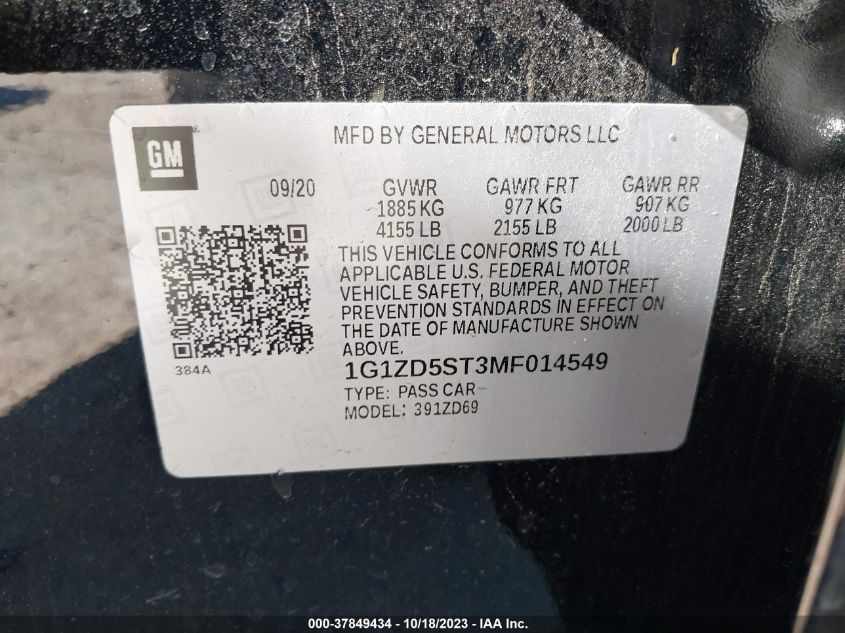 GM
MFD BY GENERAL MOTORS LLC
09/20 GVWR GAWR FRT GAWR RR
1885 KG 977 KG 907 KG
4155 LB 2155 LB 2000 LB
THIS VEHICLE CONFORMS TO ALL
APPLICABLE U.S. FEDERAL MOTOR
VEHICLE SAFETY, BUMPER, AND THEFT
PREVENTION STANDARDS IN EFFECT ON
THE DATE OF MANUFACTURE SHOWN
ABOVE.
384A
1G1ZD5ST3MF014549
TYPE: PASS CAR
MODEL: 391ZD69
000-37849434 - 10/18/2023 - IAA Inc.